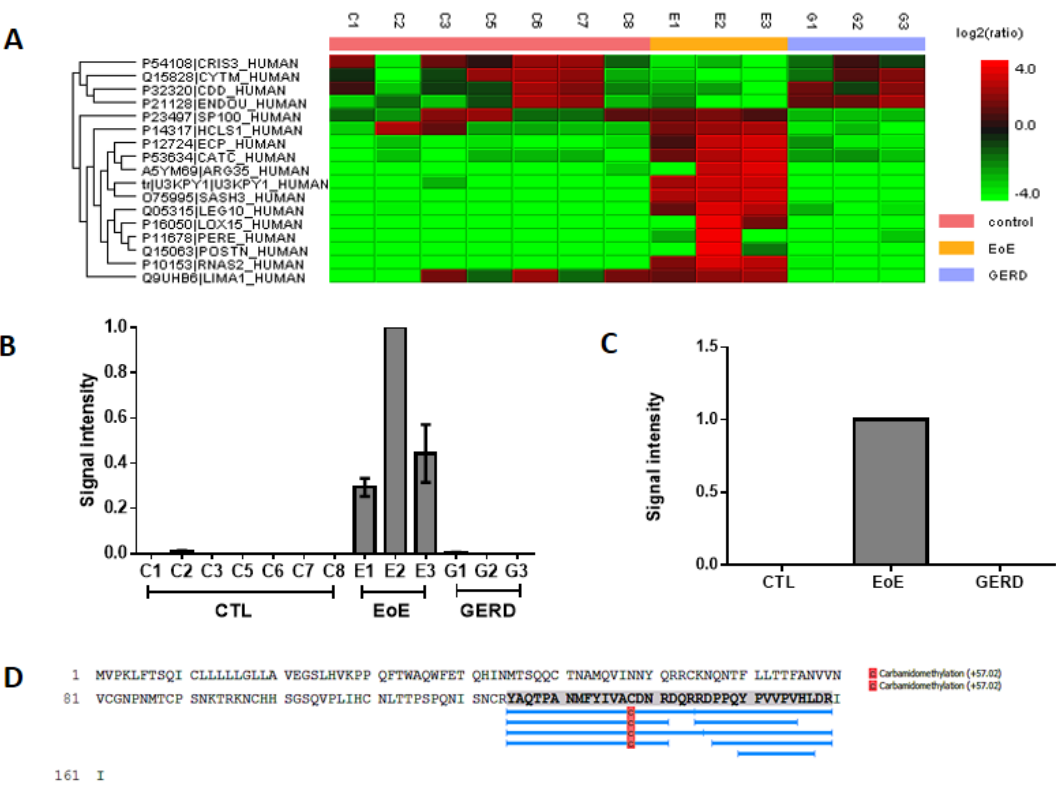 A
C1 C2 C3 C5 C6 C7 C8 E1 E2 E3 G1 G2 G3
log2(ratio)
P54108|CRIS3_HUMAN
Q15828|CYTM_HUMAN
P32320|CDD_HUMAN
P21128|ENDOU_HUMAN
P23497|SP100_HUMAN
P14317|HCLS1_HUMAN
P12724|ECP_HUMAN
P53634|CATC_HUMAN
A5YM69|ARG35_HUMAN
tr|U3KPY1|U3KPY1_HUMAN
O75995|SASH3_HUMAN
Q05315|LEG10_HUMAN
P16050|LOX15_HUMAN
P11678|PERE_HUMAN
Q15063|POSTN_HUMAN
P10153|RNAS2_HUMAN
Q9UHB6|LIMA1_HUMAN
4.0
0.0
-4.0
control
EoE
GERD
B
Signal intensity
1.0
0.8
0.6
0.4
0.2
0.0
C1 C2 C3 C5 C6 C7 C8 E1 E2 E3 G1 G2 G3
CTL EoE GERD
C
Signal intensity
1.5
1.0
0.5
0.0
CTL EoE GERD
D
1 MVPKLFTSQI CLLLLLGLLA VEGSLHVKPP QFTWAQWFET QHINMTSQQC TNAMQVINNY QRRCKNQNTF LLTTFANVVN
81 VCGNPNMTCP SNKTRKNCHH SGSQVPLIHC NLTTPSPQNI SNCRYAQTPA NMFYIVACDN RDQRRDPPQY PVVPVHLDRI
161 I
C Carbamidomethylation (+57.02)
C Carbamidomethylation (+57.02)
C
C
C
C